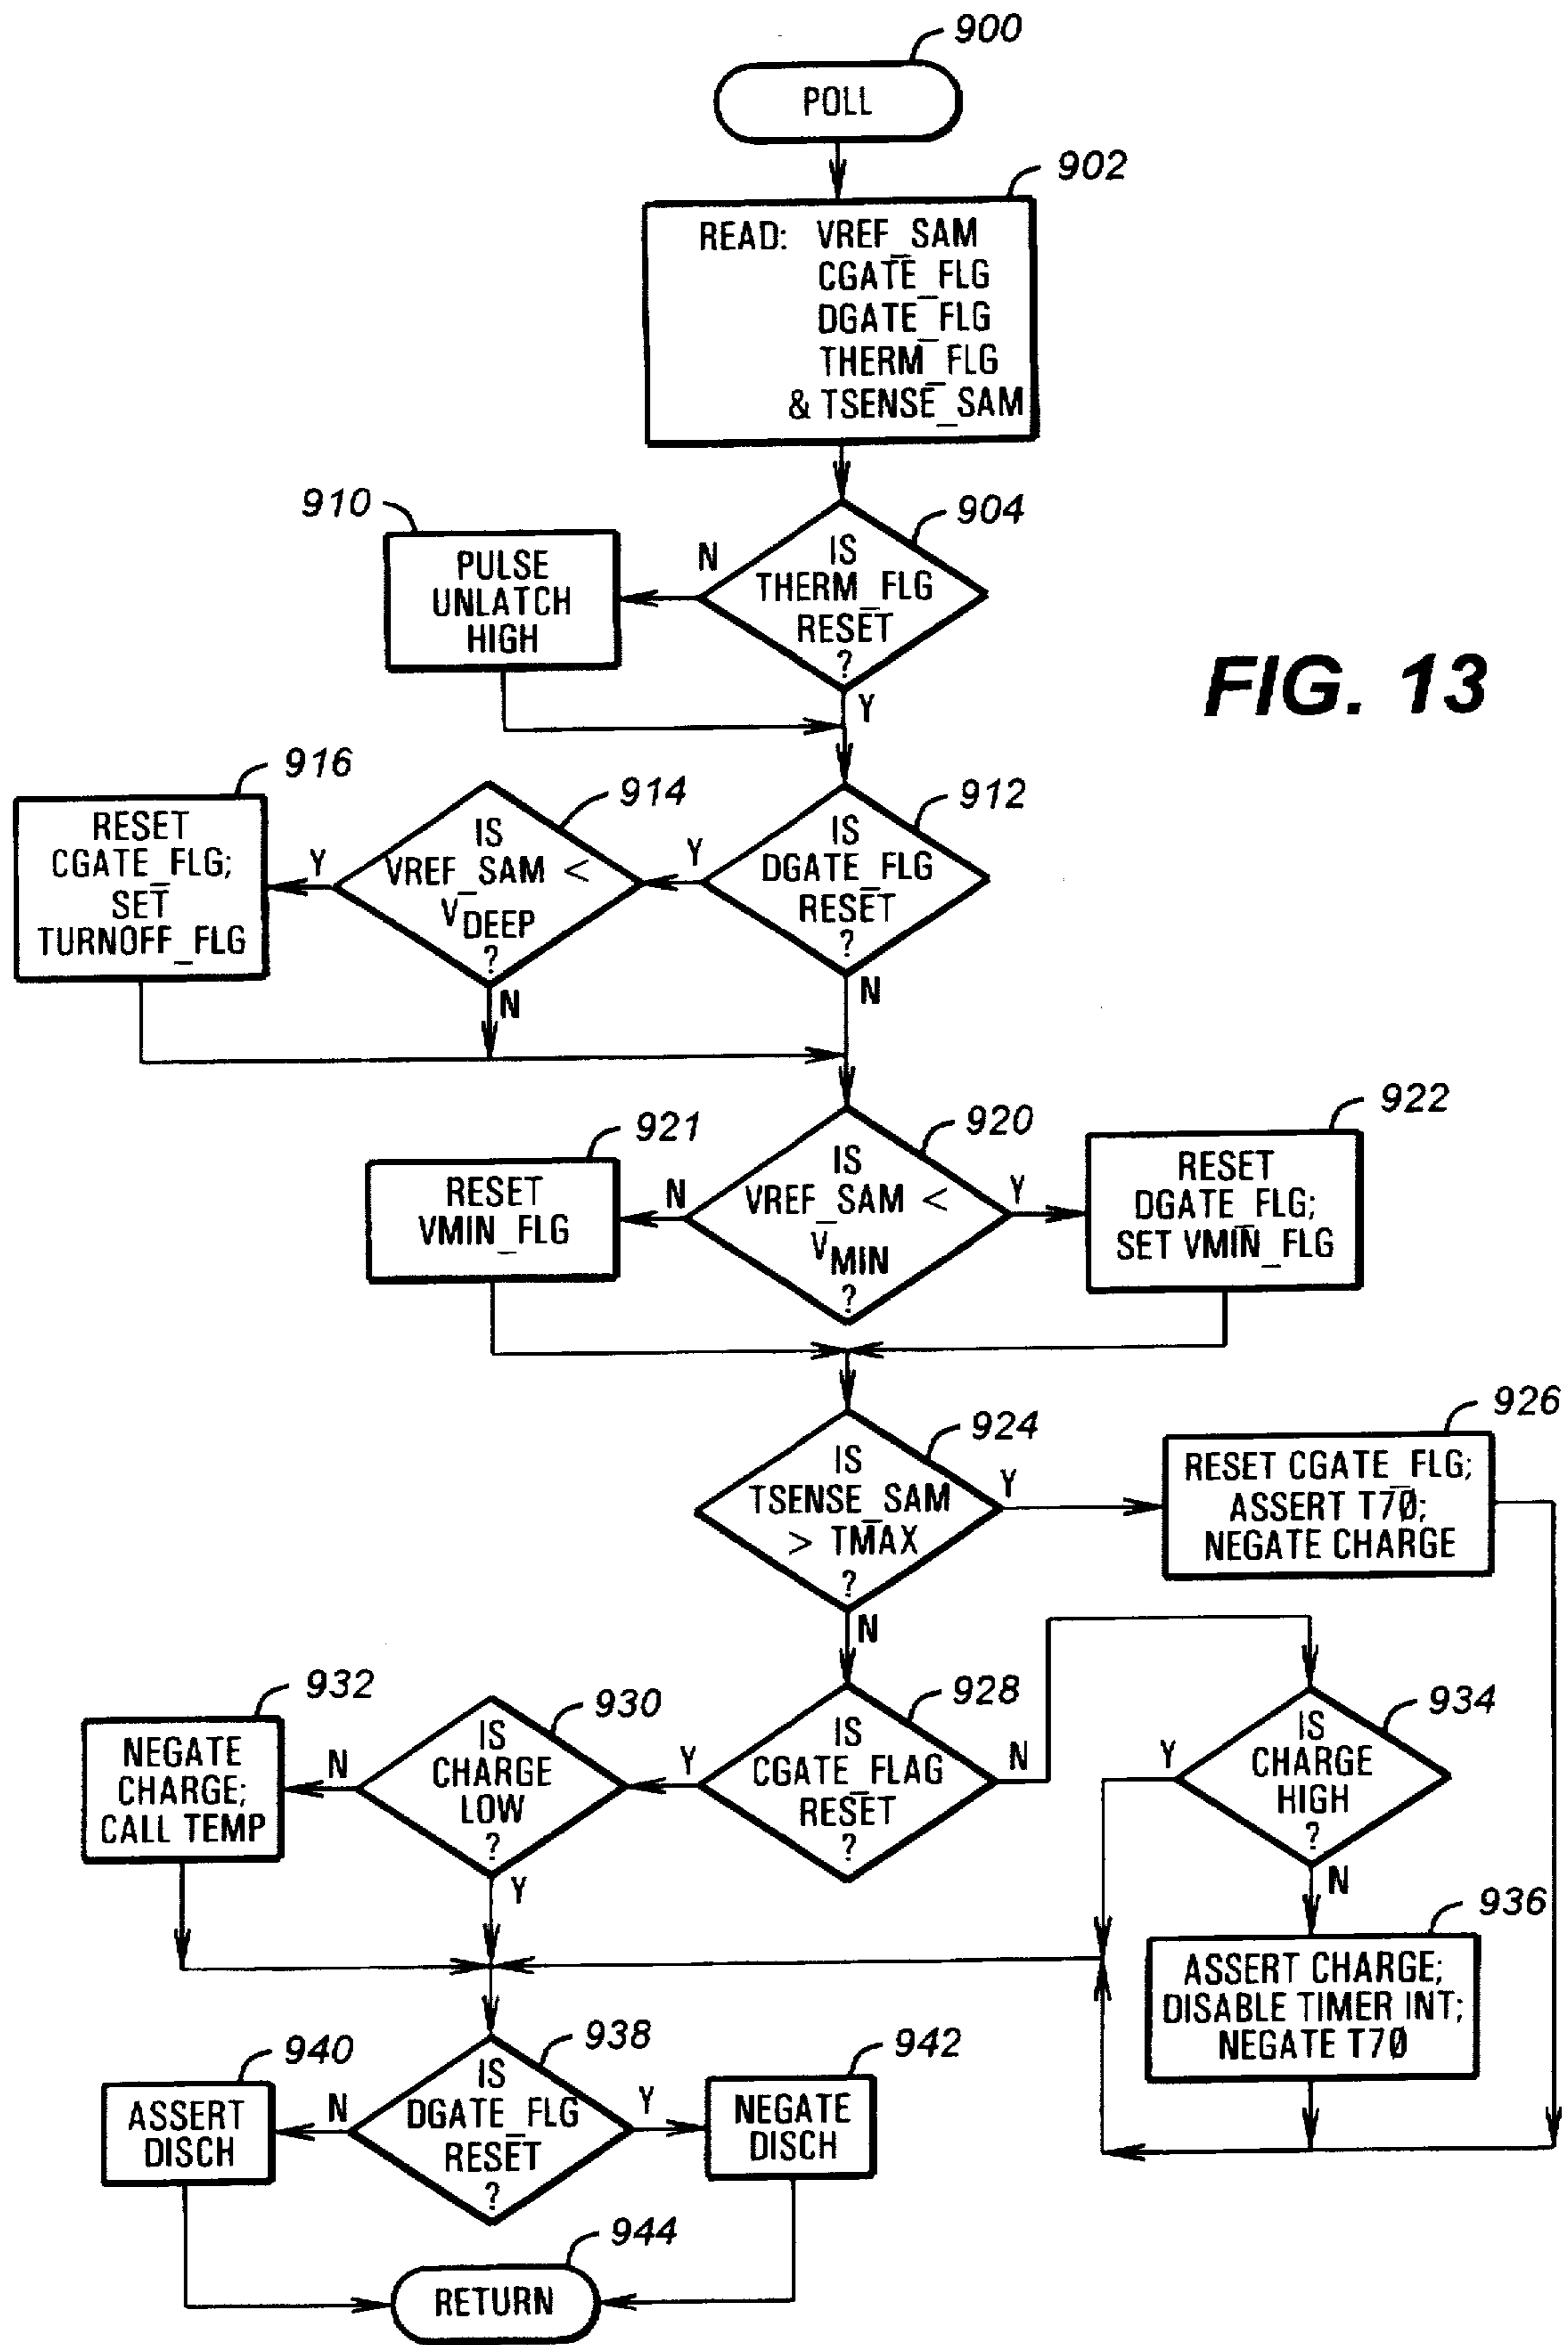 900
POLL
902
READ: VREF_SAM
CGATE_FLG
DGATE_FLG
THERM_FLG
& TSENSE_SAM
910
PULSE
UNLATCH
HIGH
904
N
IS
THERM_FLG
RESET
?
Y
FIG. 13
916
RESET
CGATE_FLG;
SET
TURNOFF_FLG
Y
914
IS
VREF_SAM <
VDEEP
?
N
Y
912
IS
DGATE_FLG
RESET
?
N
921
RESET
VMIN_FLG
N
920
IS
VREF_SAM <
VMIN
?
Y
922
RESET
DGATE_FLG;
SET VMIN_FLG
924
IS
TSENSE_SAM
> TMAX
?
Y
N
926
RESET CGATE_FLG;
ASSERT T7Ø;
NEGATE CHARGE
932
NEGATE
CHARGE;
CALL TEMP
N
930
IS
CHARGE
LOW
?
Y
Y
928
IS
CGATE_FLAG
RESET
?
N
934
Y
IS
CHARGE
HIGH
?
N
936
ASSERT CHARGE;
DISABLE TIMER INT;
NEGATE T7Ø
940
ASSERT
DISCH
N
938
IS
DGATE_FLG
RESET
?
Y
942
NEGATE
DISCH
944
RETURN